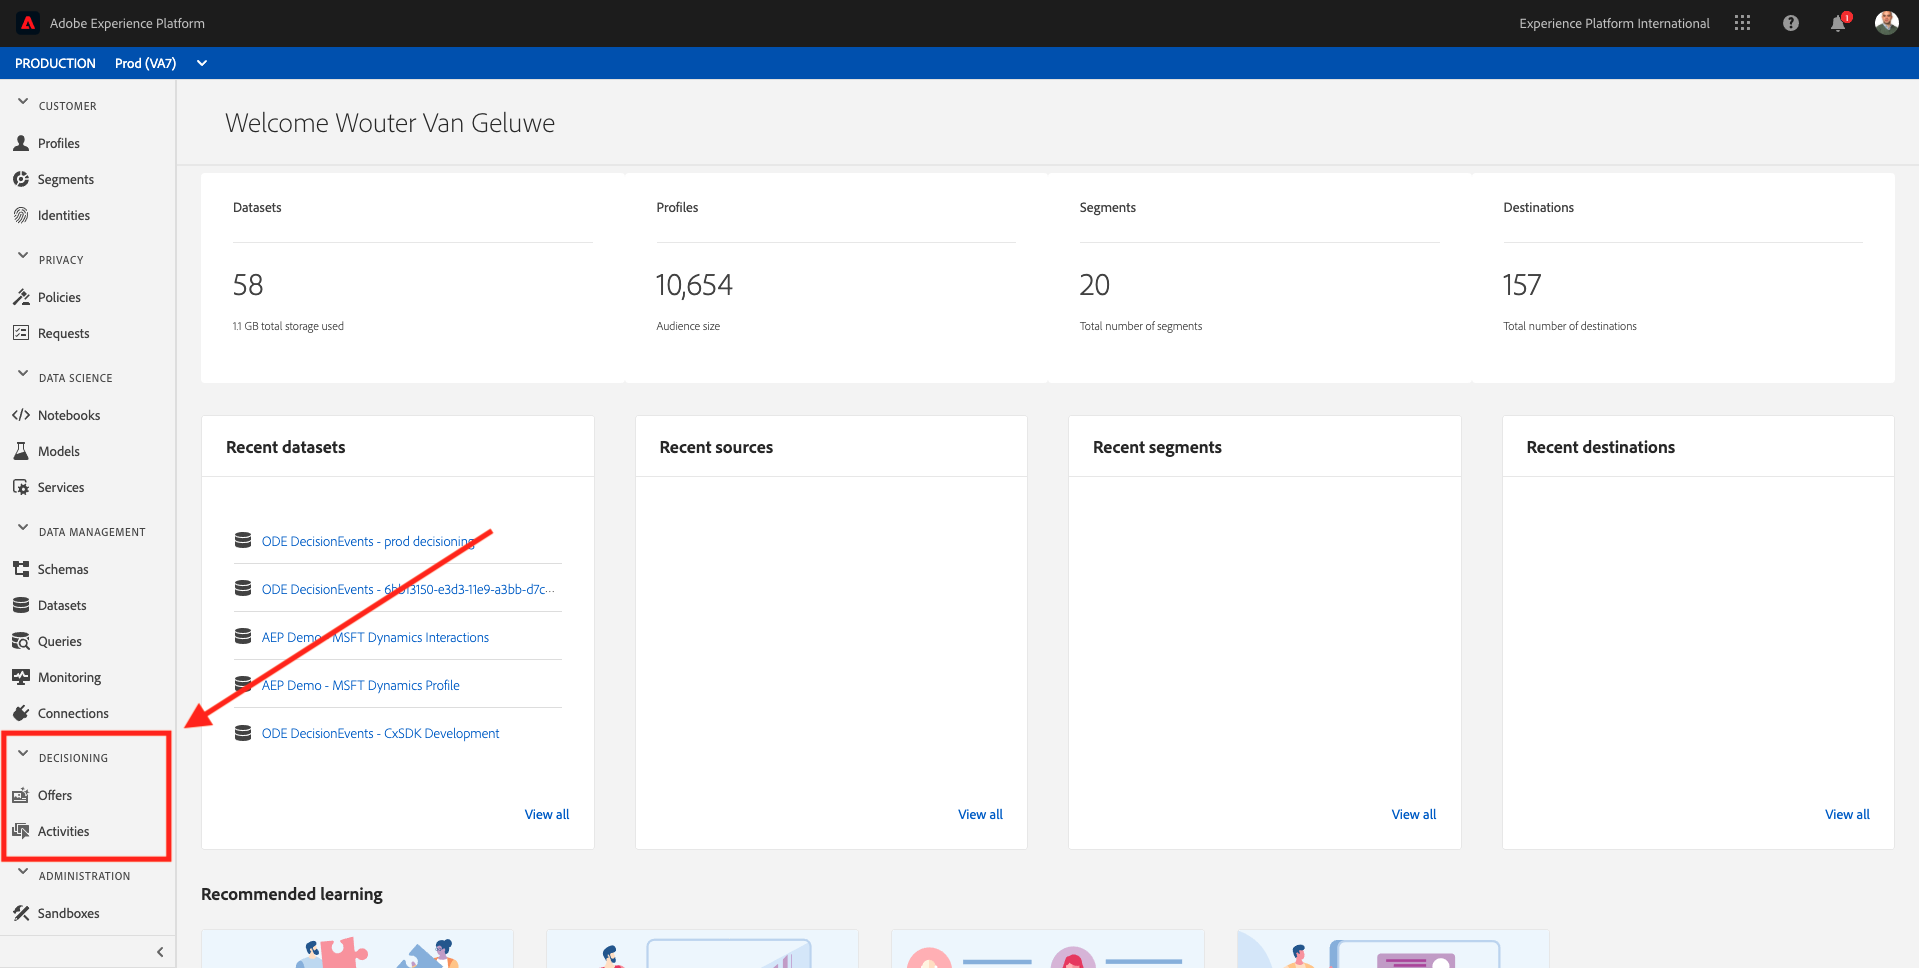 Adobe Experience Platform
Experience Platform International
1
PRODUCTION Prod (VA7)
CUSTOMER
Profiles
Segments
Identities
PRIVACY
Policies
Requests
DATA SCIENCE
Notebooks
Models
Services
DATA MANAGEMENT
Schemas
Datasets
Queries
Monitoring
Connections
DECISIONING
Offers
Activities
ADMINISTRATION
Sandboxes
Welcome Wouter Van Geluwe
Datasets
58
1.1 GB total storage used
Profiles
10,654
Audience size
Segments
20
Total number of segments
Destinations
157
Total number of destinations
Recent datasets
ODE DecisionEvents - prod decisioning
ODE DecisionEvents - 6bb13150-e3d3-11e9-a3bb-d7c...
AEP Demo - MSFT Dynamics Interactions
AEP Demo - MSFT Dynamics Profile
ODE DecisionEvents - CxSDK Development
View all
Recent sources
View all
Recent segments
View all
Recent destinations
View all
Recommended learning